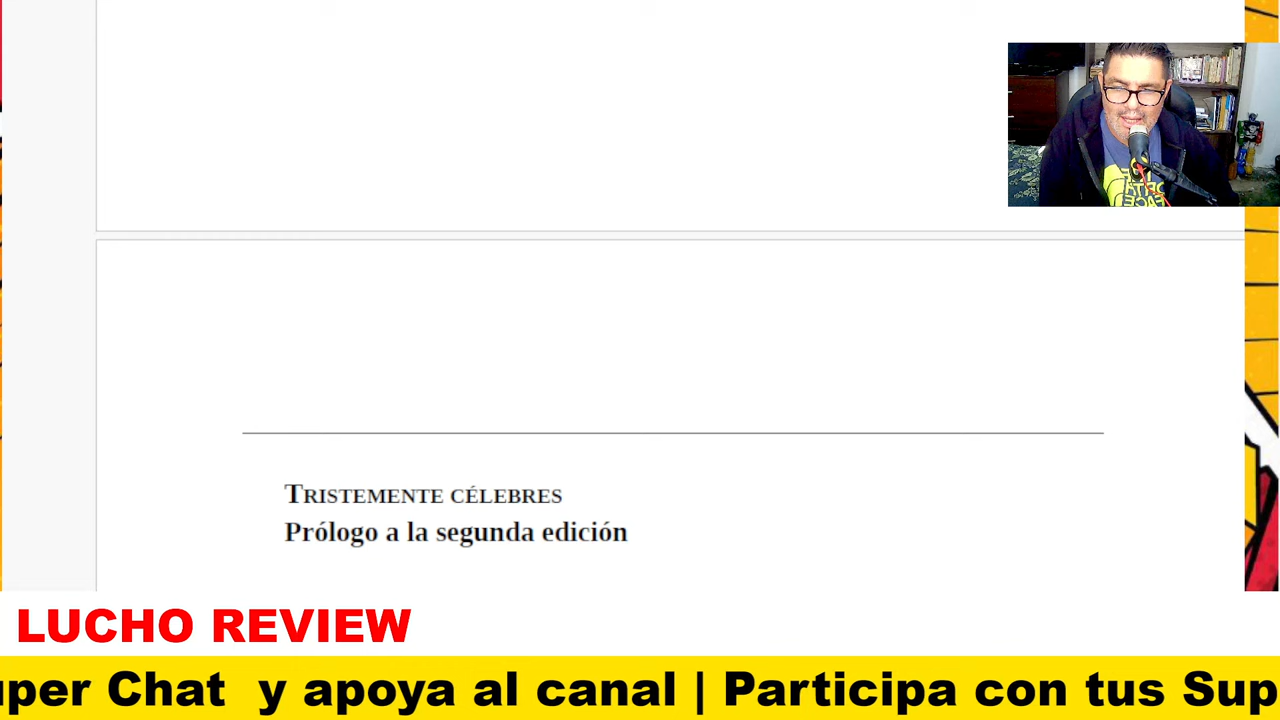 TRISTEMENTE CÉLEBRES
Prólogo a la segunda edición
LUCHO REVIEW
uper Chat y apoya al canal | Participa con tus Sup